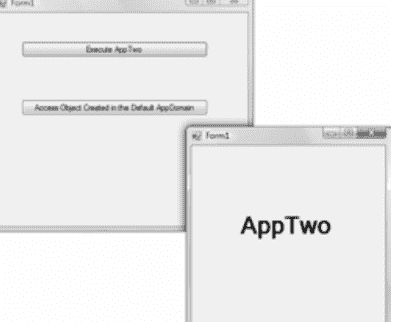 Form1
Execute AppTwo
Access Object Created in the Default AppDomain
Form1
AppTwo